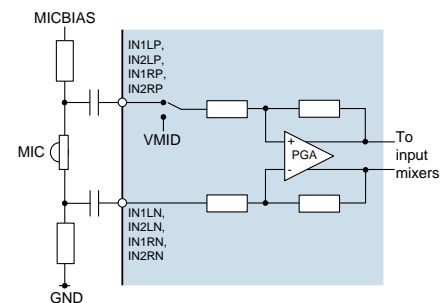 MICBIAS
IN1LP,
IN2LP,
IN1RP,
IN2RP
VMID
MIC
+
PGA
-
To
input
mixers
IN1LN,
IN2LN,
IN1RN,
IN2RN
GND